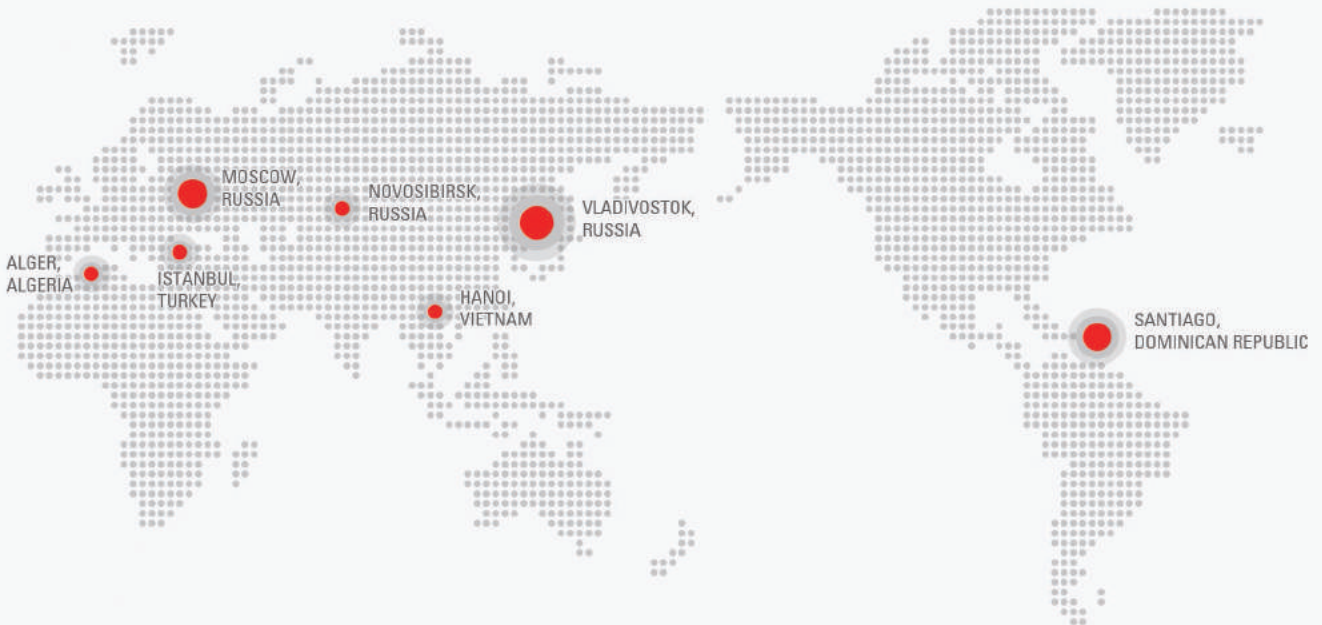 MOSCOW,
RUSSIA
NOVOSIBIRSK,
RUSSIA
VLADIVOSTOK,
RUSSIA
ALGER,
ALGERIA
ISTANBUL,
TURKEY
HANOI,
VIETNAM
SANTIAGO,
DOMINICAN REPUBLIC